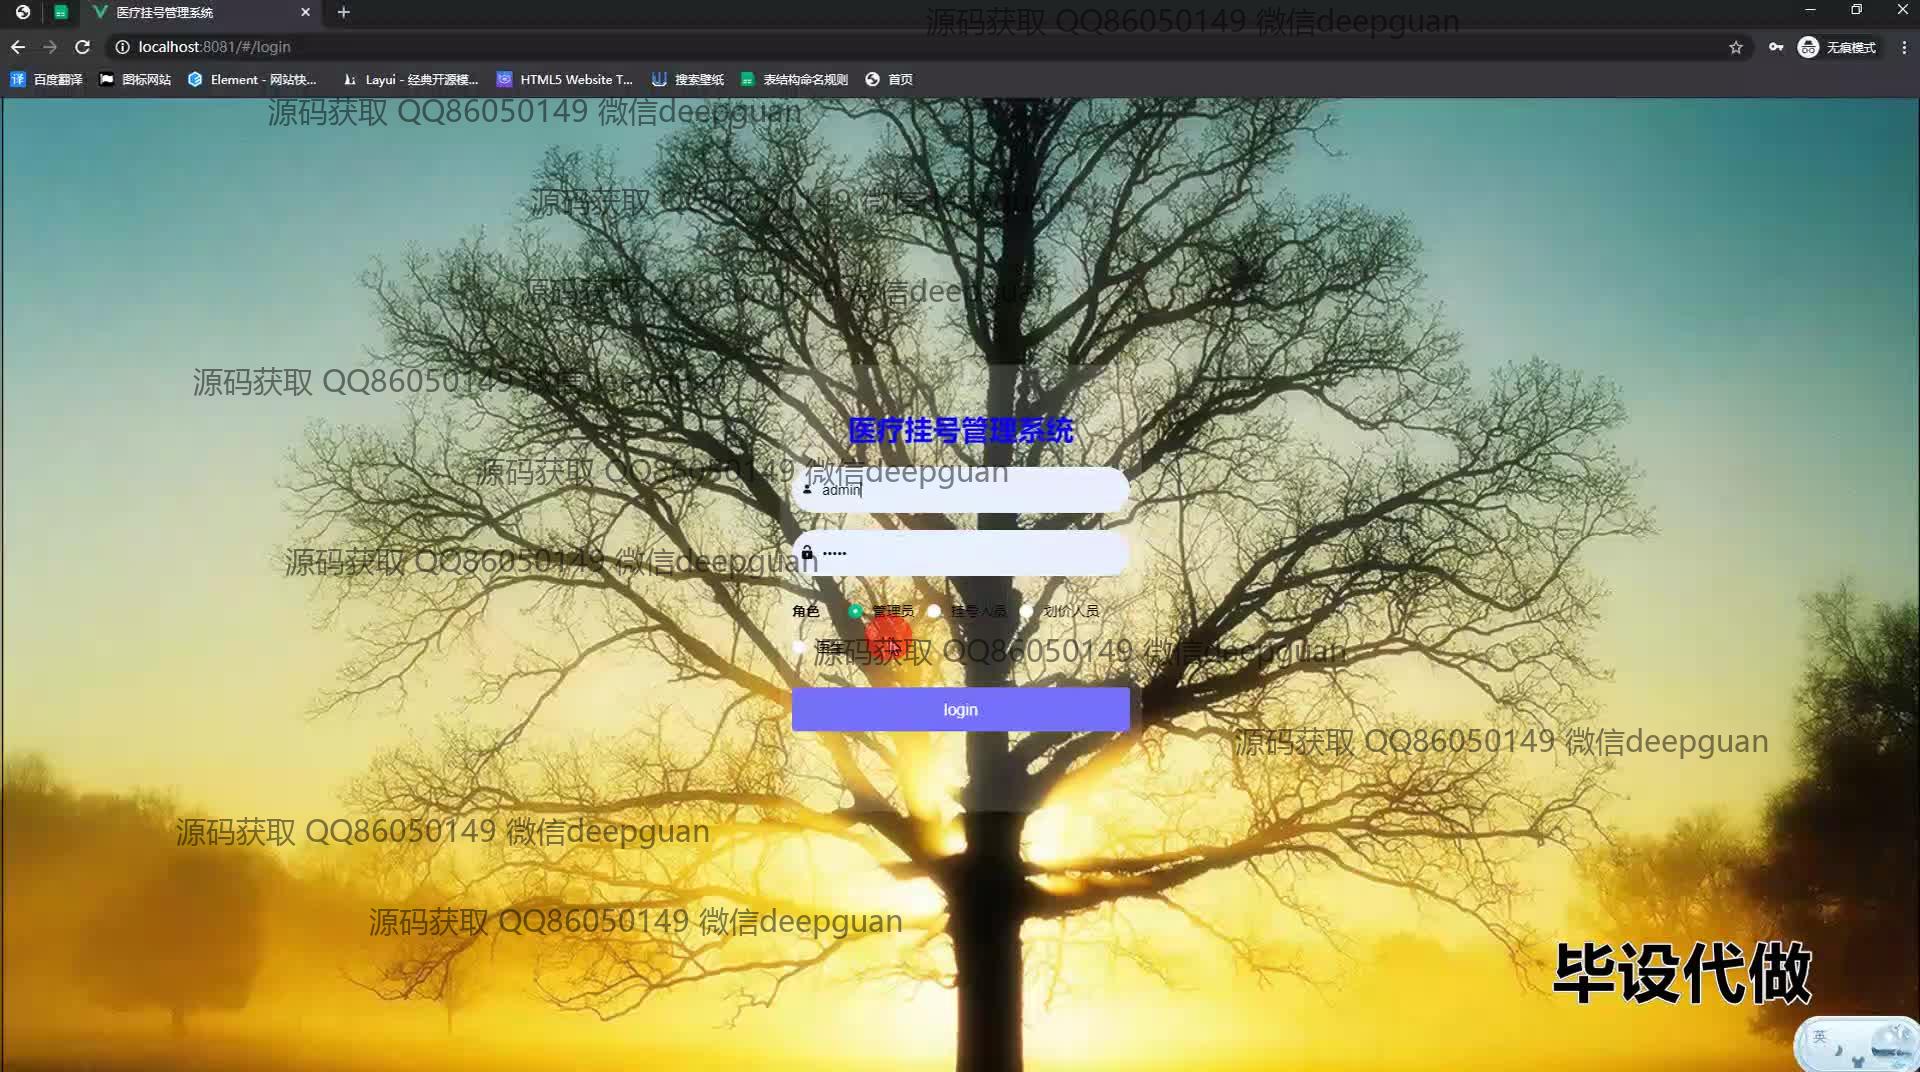 医疗挂号管理系统
源码获取 QQ86050149 微信deepguan
localhost:8081/#/login
无痕模式
百度翻译
图标网站
Element - 网站快...
Layui - 经典开源模...
HTML5 Website T...
搜索壁纸
表结构命名规则
首页
源码获取 QQ86050149 微信deepguan
源码获取 QQ86050149 微信deepguan
源码获取 QQ86050149 微信deepguan
源码获取 QQ86050149 微信deepguan
医疗挂号管理系统
源码获取 QQ86050149 微信deepguan
admin
源码获取 QQ86050149 微信deepguan
•••••
角色 管理员 挂号人员 划价人员
医生
源码获取 QQ86050149 微信deepguan
login
源码获取 QQ86050149 微信deepguan
源码获取 QQ86050149 微信deepguan
源码获取 QQ86050149 微信deepguan
毕设代做
英